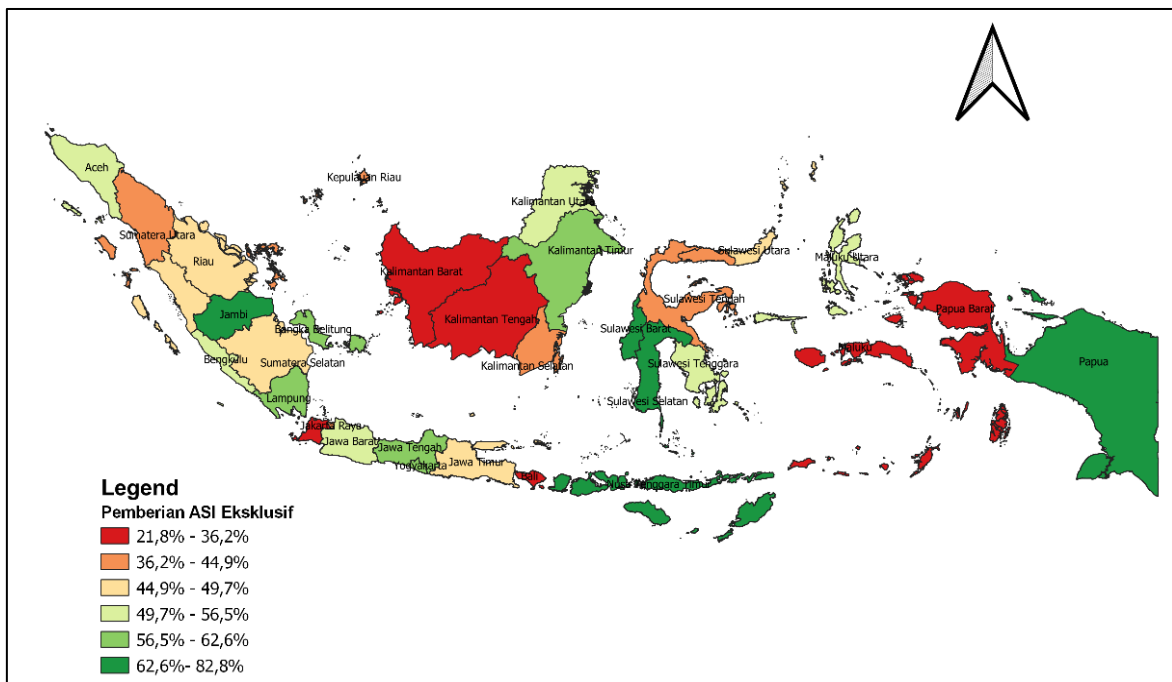 Aceh
Kepulauan Riau
Kalimantan Utara
Sumatera Utara
Kalimantan Timur
Sulawesi Utara
Maluku Utara
Riau
Kalimantan Barat
Sulawesi Tengah
Papua Barat
Jambi
Kalimantan Tengah
Bangka Belitung
Sulawesi Barat
Maluku
Papua
Bengkulu
Sumatera Selatan
Kalimantan Selatan
Sulawesi Tenggara
Lampung
Sulawesi Selatan
Jakarta Raya
Jawa Barat
Jawa Tengah
Yogyakarta
Jawa Timur
Bali
Nusa Tenggara Timur
Legend
Pemberian ASI Eksklusif
21,8% - 36,2%
36,2% - 44,9%
44,9% - 49,7%
49,7% - 56,5%
56,5% - 62,6%
62,6%- 82,8%